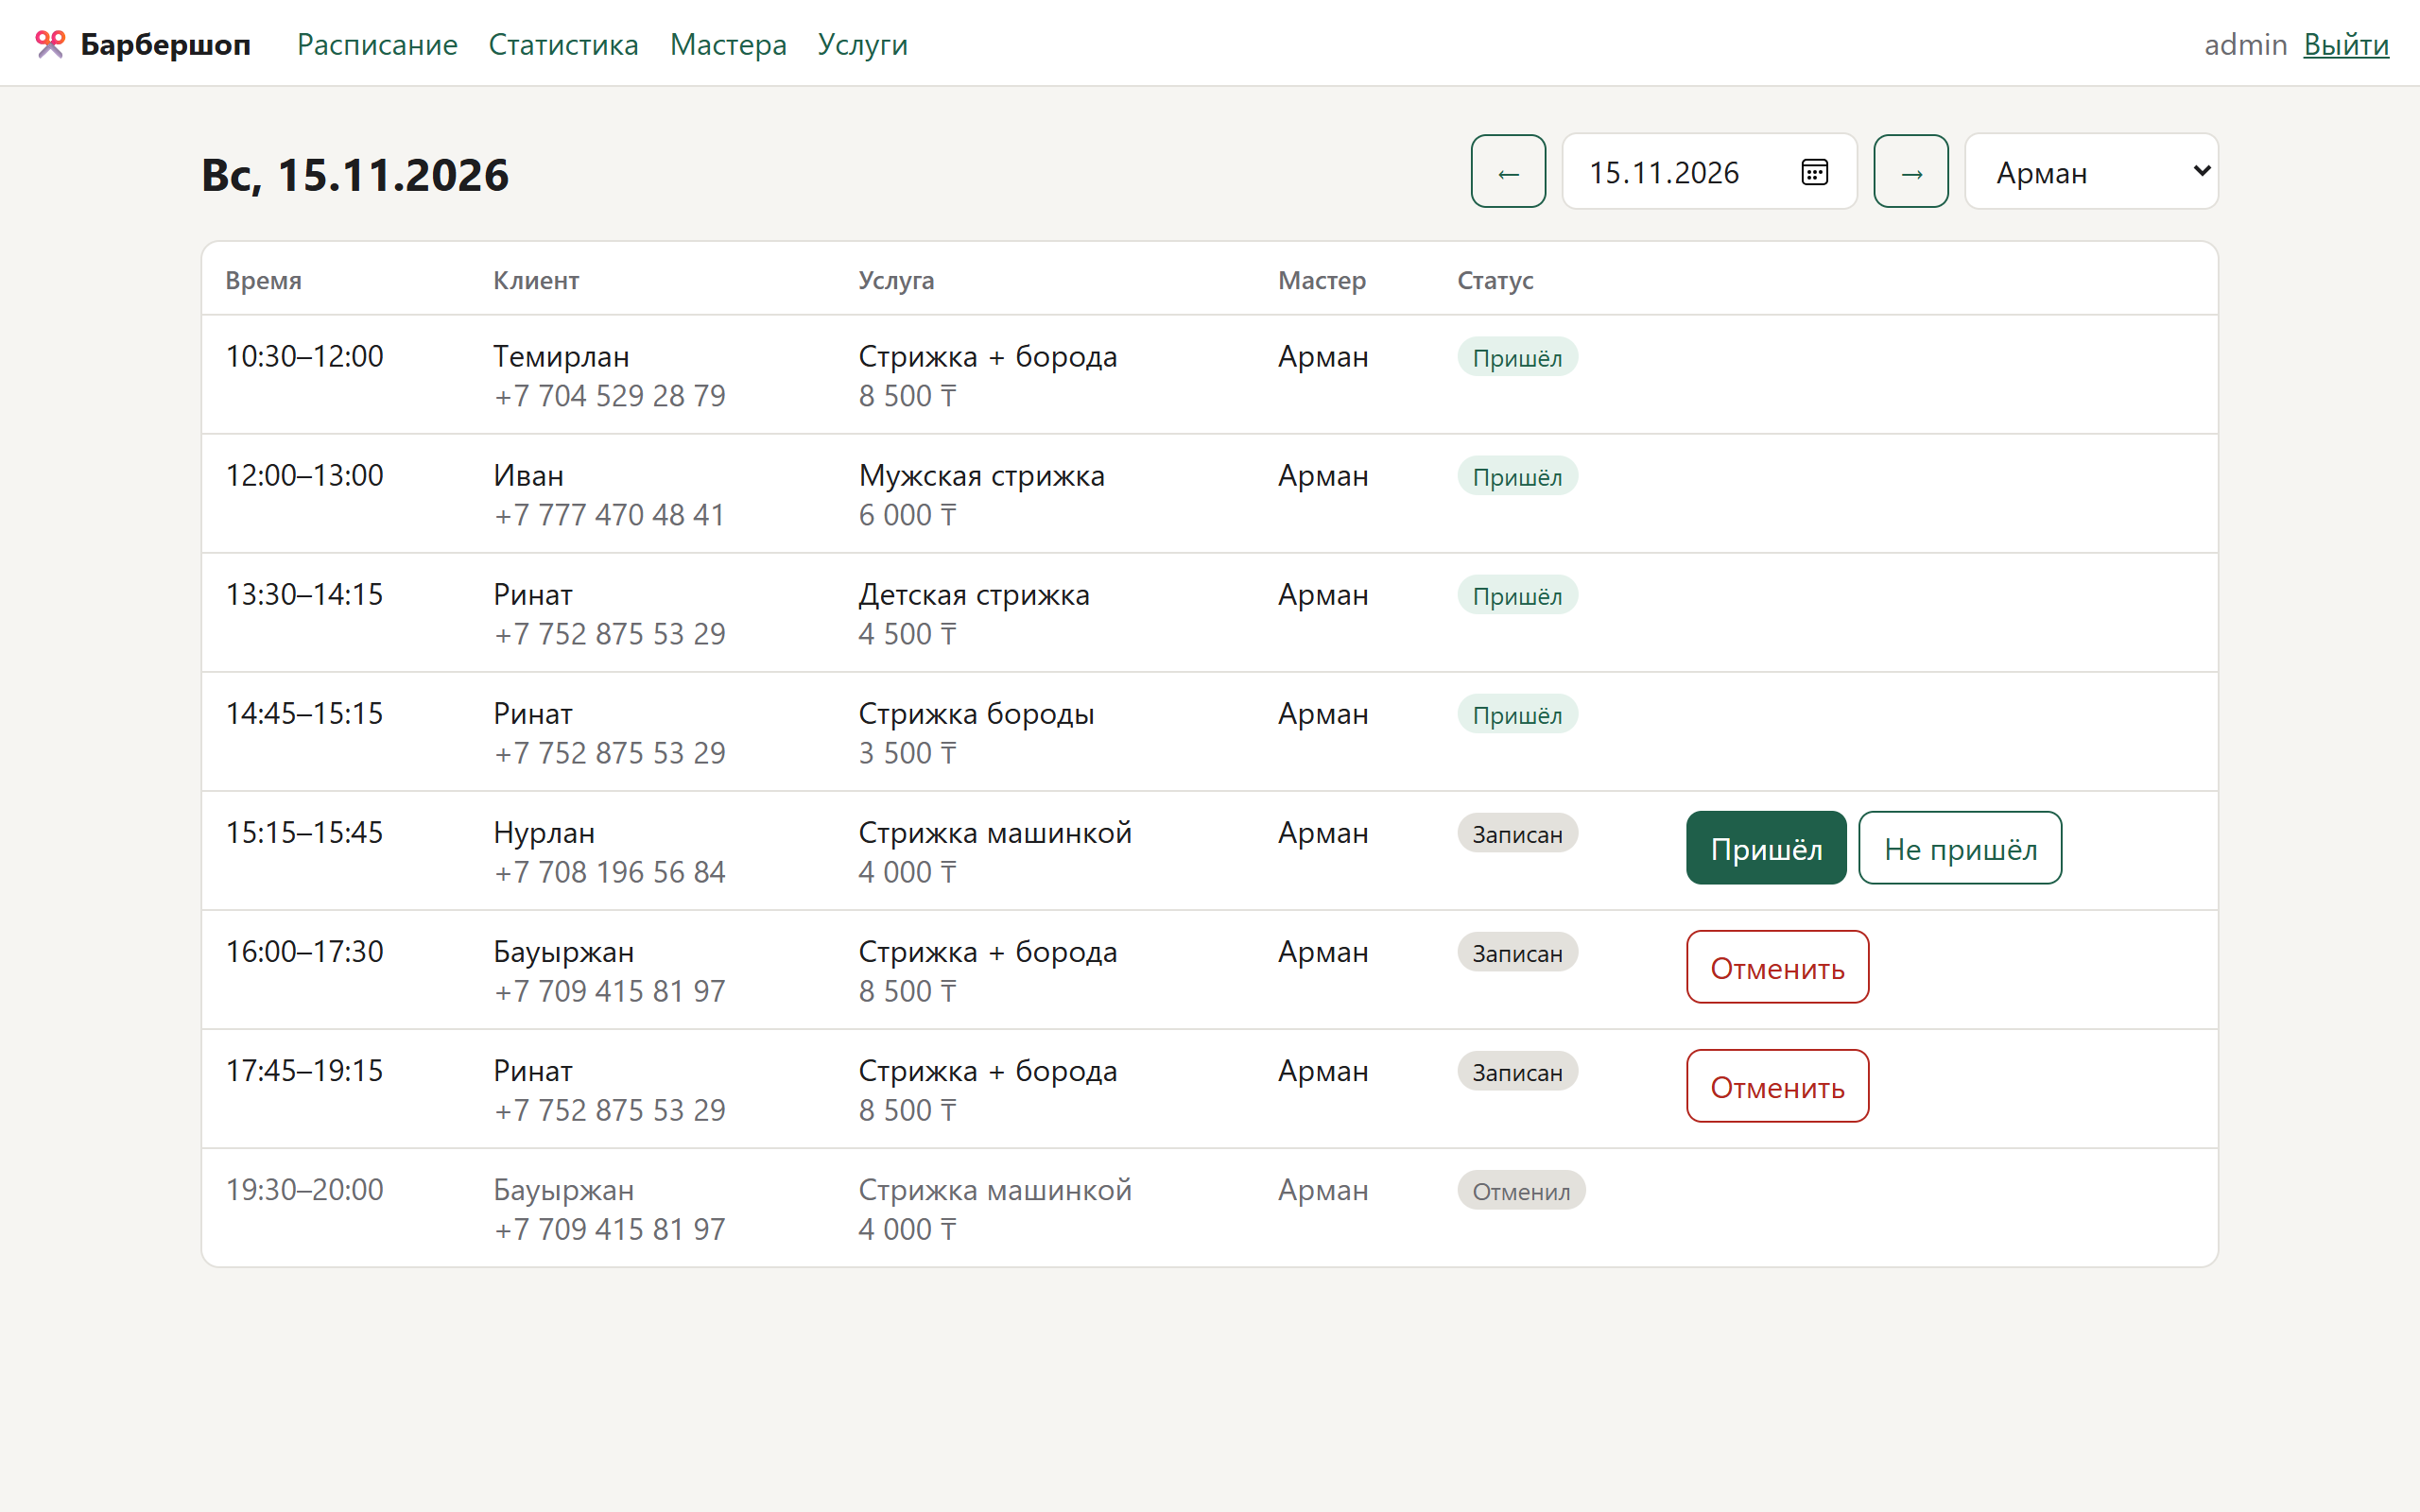 Барбершоп Расписание Статистика Мастера Услуги admin Выйти
Вс, 15.11.2026 ← 15.11.2026 → Арман
Время Клиент Услуга Мастер Статус
10:30–12:00 Темирлан Стрижка + борода Арман Пришёл
+7 704 529 28 79 8 500 ₸
12:00–13:00 Иван Мужская стрижка Арман Пришёл
+7 777 470 48 41 6 000 ₸
13:30–14:15 Ринат Детская стрижка Арман Пришёл
+7 752 875 53 29 4 500 ₸
14:45–15:15 Ринат Стрижка бороды Арман Пришёл
+7 752 875 53 29 3 500 ₸
15:15–15:45 Нурлан Стрижка машинкой Арман Записан Пришёл Не пришёл
+7 708 196 56 84 4 000 ₸
16:00–17:30 Бауыржан Стрижка + борода Арман Записан Отменить
+7 709 415 81 97 8 500 ₸
17:45–19:15 Ринат Стрижка + борода Арман Записан Отменить
+7 752 875 53 29 8 500 ₸
19:30–20:00 Бауыржан Стрижка машинкой Арман Отменил
+7 709 415 81 97 4 000 ₸